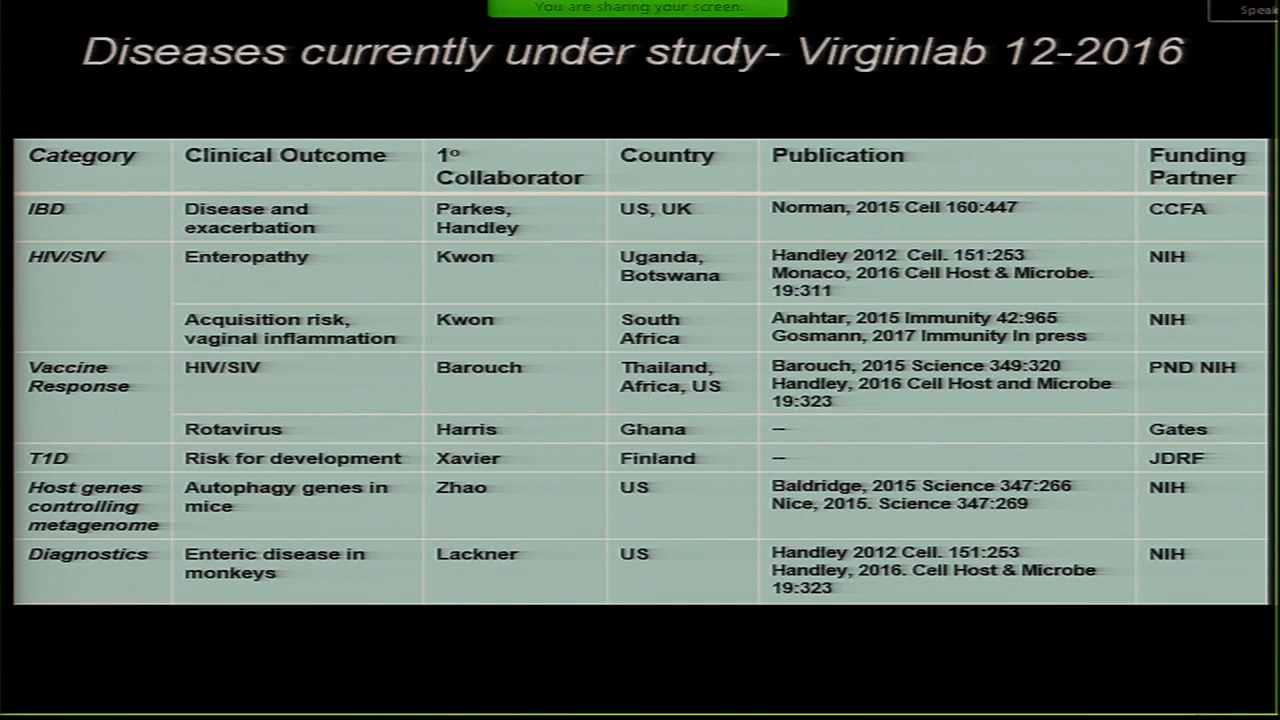 You are sharing your screen.
Speak
Diseases currently under study- Virginlab 12-2016
Category Clinical Outcome 1º Collaborator Country Publication Funding Partner
IBD Disease and exacerbation Parkes, Handley US, UK Norman, 2015 Cell 160:447 CCFA
HIV/SIV Enteropathy Kwon Uganda, Botswana Handley 2012 Cell. 151:253 Monaco, 2016 Cell Host & Microbe. 19:311 NIH
Acquisition risk, vaginal inflammation Kwon South Africa Anahtar, 2015 Immunity 42:965 Gosmann, 2017 Immunity In press NIH
Vaccine Response HIV/SIV Barouch Thailand, Africa, US Barouch, 2015 Science 349:320 Handley, 2016 Cell Host and Microbe 19:323 PND NIH
Rotavirus Harris Ghana -- Gates
T1D Risk for development Xavier Finland -- JDRF
Host genes controlling metagenome Autophagy genes in mice Zhao US Baldridge, 2015 Science 347:266 Nice, 2015. Science 347:269 NIH
Diagnostics Enteric disease in monkeys Lackner US Handley 2012 Cell. 151:253 Handley, 2016. Cell Host & Microbe 19:323 NIH